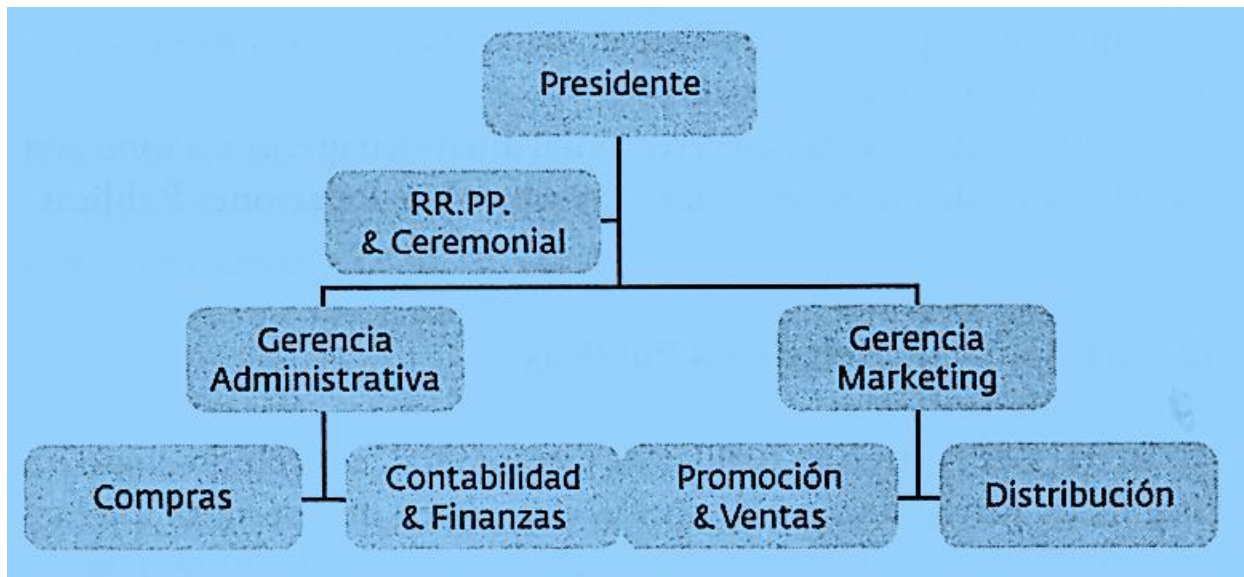 Presidente
RR.PP.
& Ceremonial
Gerencia
Administrativa
Gerencia
Marketing
Compras
Contabilidad
& Finanzas
Promoción
& Ventas
Distribución